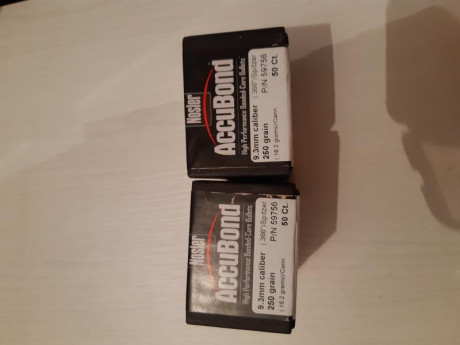 Nosler
AccuBond
High Performance Bonded-Core Bullets
9.3mm caliber (.366")Spitzer
250 grain P/N 59756
(16.2 grams)/Cann 50 Ct.
Nosler
AccuBond
High Performance Bonded-Core Bullets
9.3mm caliber (.366")Spitzer
250 grain P/N 59756
(16.2 grams)/Cann 50 Ct.